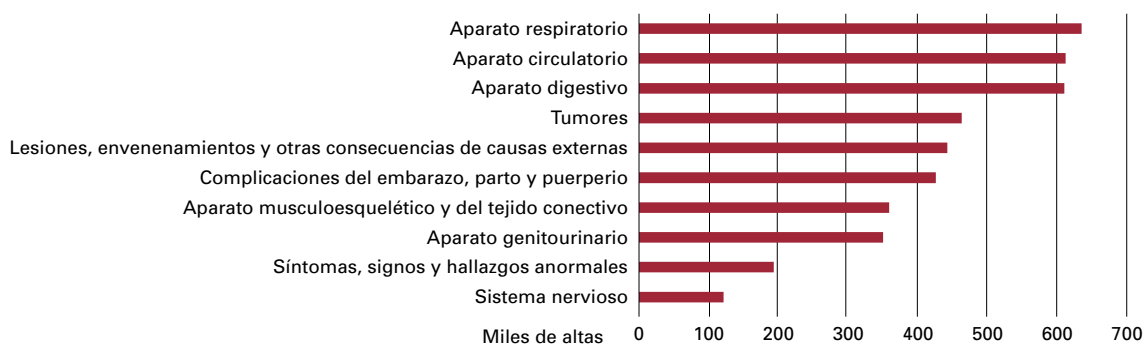 Aparato respiratorio
Aparato circulatorio
Aparato digestivo
Tumores
Lesiones, envenenamientos y otras consecuencias de causas externas
Complicaciones del embarazo, parto y puerperio
Aparato musculoesquelético y del tejido conectivo
Aparato genitourinario
Síntomas, signos y hallazgos anormales
Sistema nervioso
Miles de altas 0 100 200 300 400 500 600 700